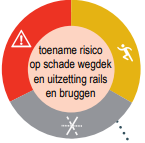 toename risico
op schade wegdek
en uitzetting rails
en bruggen